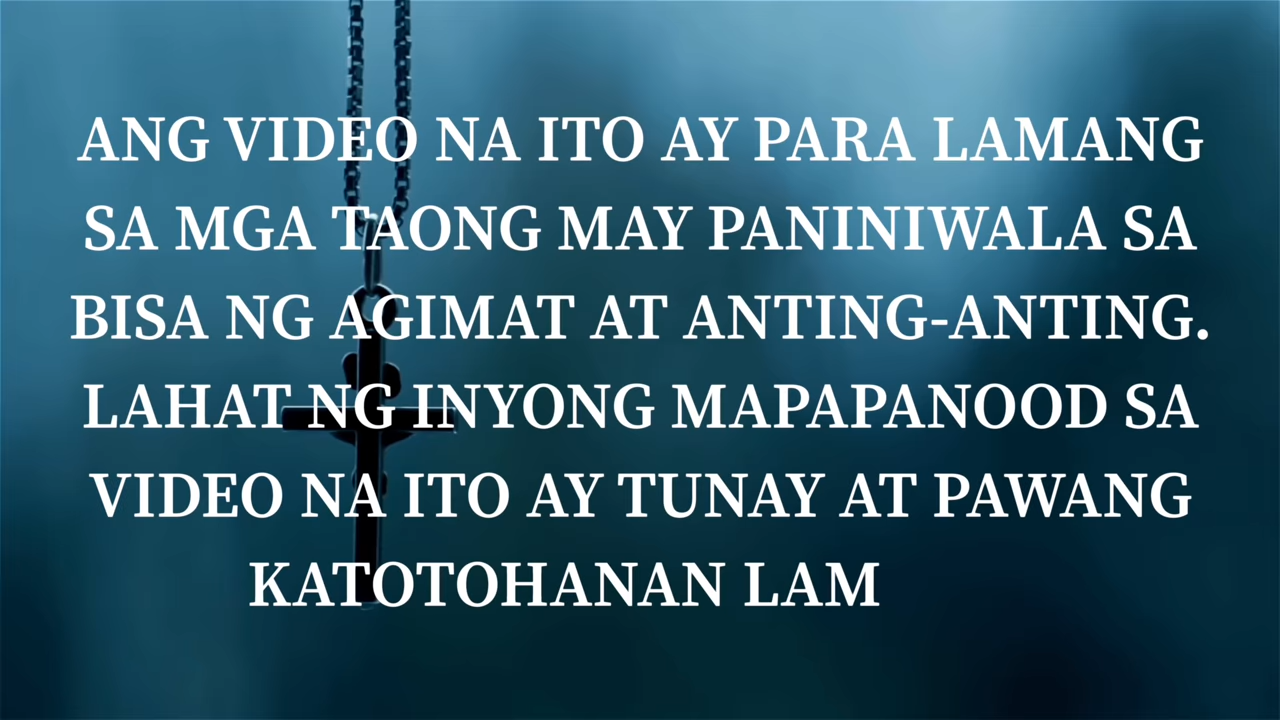 ANG VIDEO NA ITO AY PARA LAMANG
SA MGA TAONG MAY PANINIWALA SA
BISA NG AGIMAT AT ANTING-ANTING.
LAHAT NG INYONG MAPAPANOOD SA
VIDEO NA ITO AY TUNAY AT PAWANG
KATOTOHANAN LAM